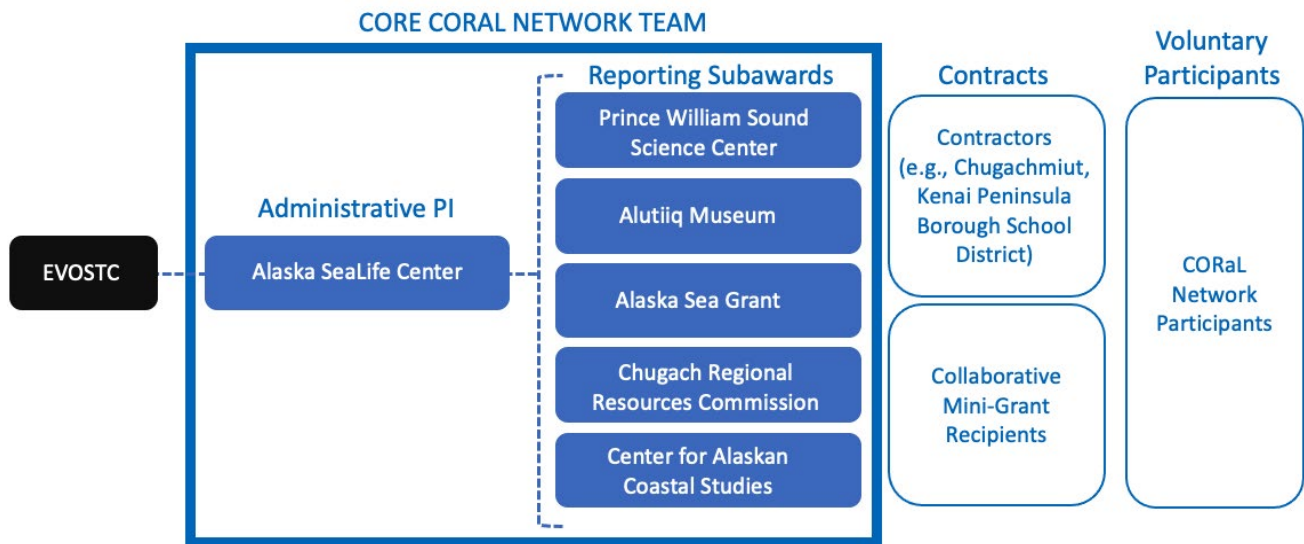 CORE CORAL NETWORK TEAM
EVOSTC
Administrative PI
Alaska SeaLife Center
Reporting Subawards
Prince William Sound
Science Center
Alutiiq Museum
Alaska Sea Grant
Chugach Regional
Resources Commission
Center for Alaskan
Coastal Studies
Contracts
Contractors
(e.g., Chugachmiut,
Kenai Peninsula
Borough School
District)
Collaborative
Mini-Grant
Recipients
Voluntary
Participants
CORaL
Network
Participants